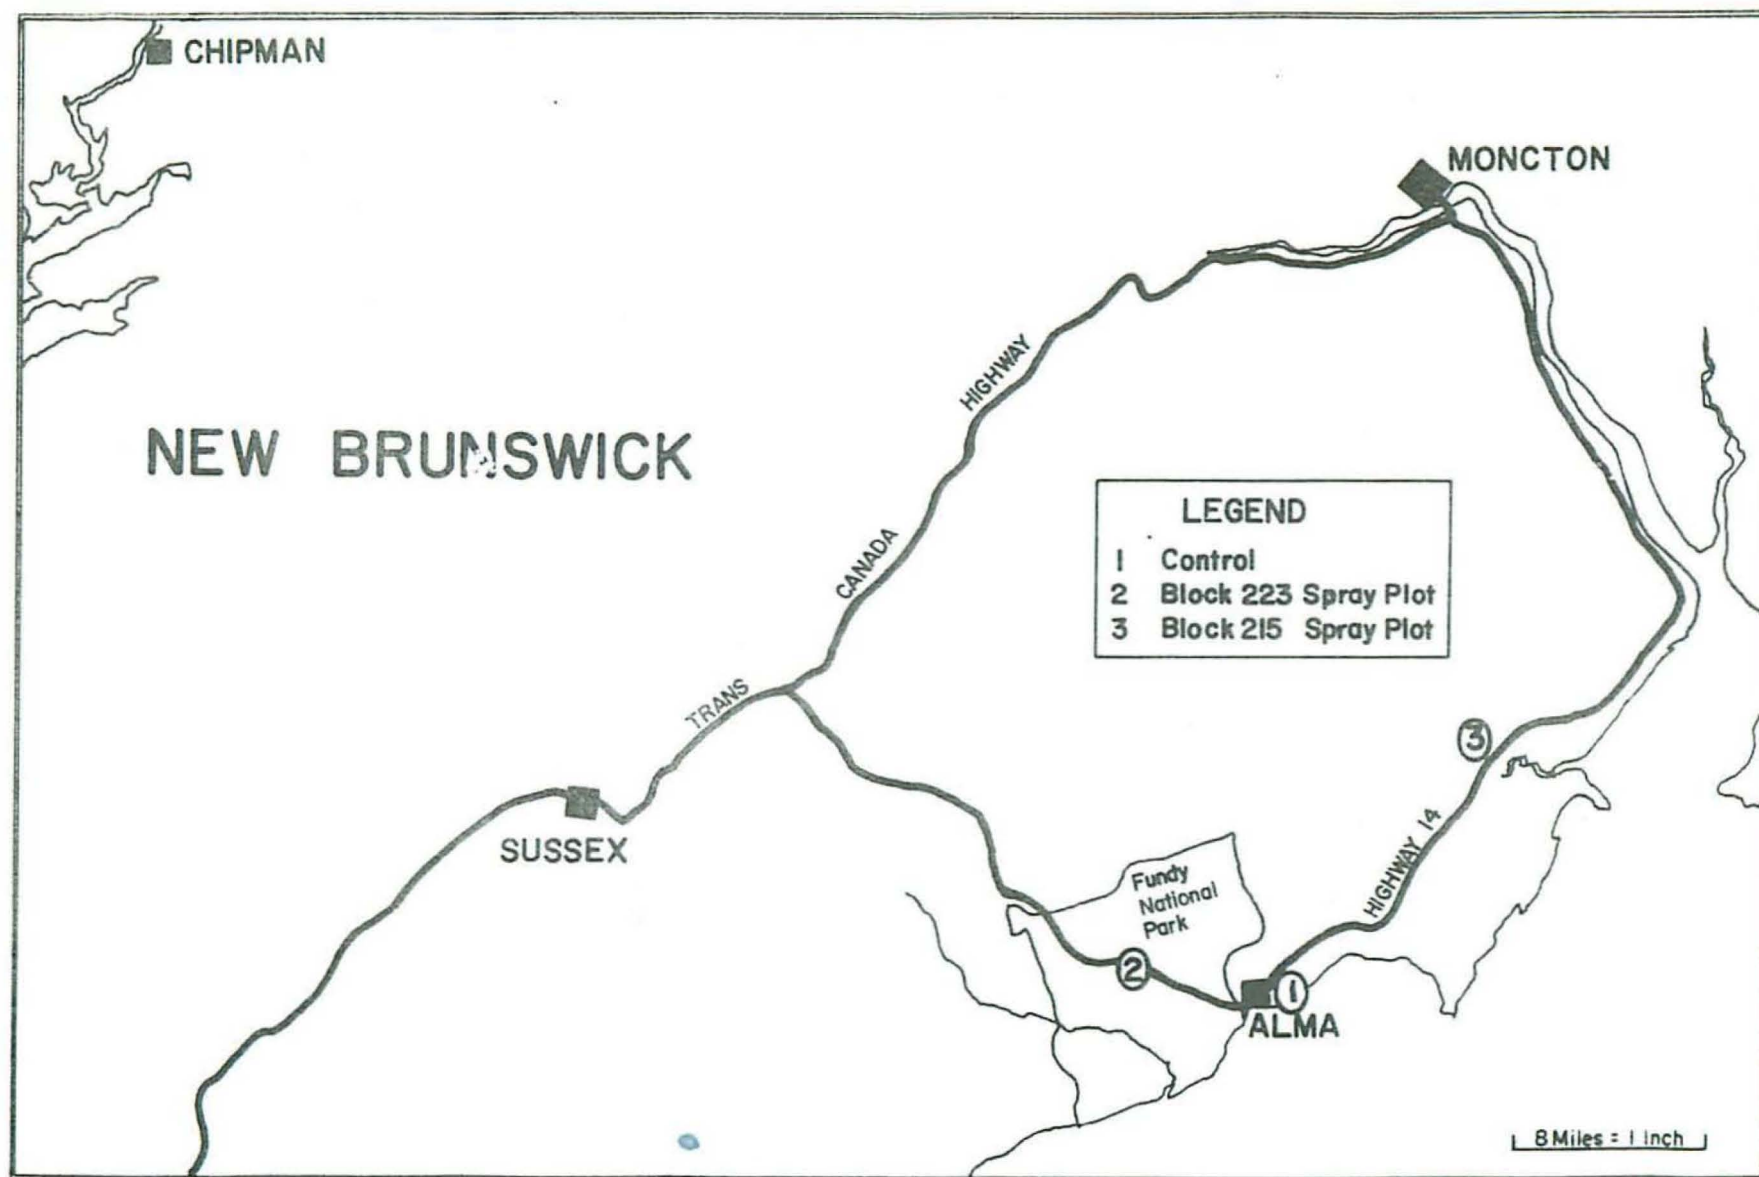 CHIPMAN
MONCTON
HIGHWAY
NEW BRUNSWICK
LEGEND
1 Control
2 Block 223 Spray Plot
3 Block 215 Spray Plot
CANADA
TRANS
3
SUSSEX
HIGHWAY 14
Fundy
National
Park
2
1
ALMA
8 Miles = 1 Inch